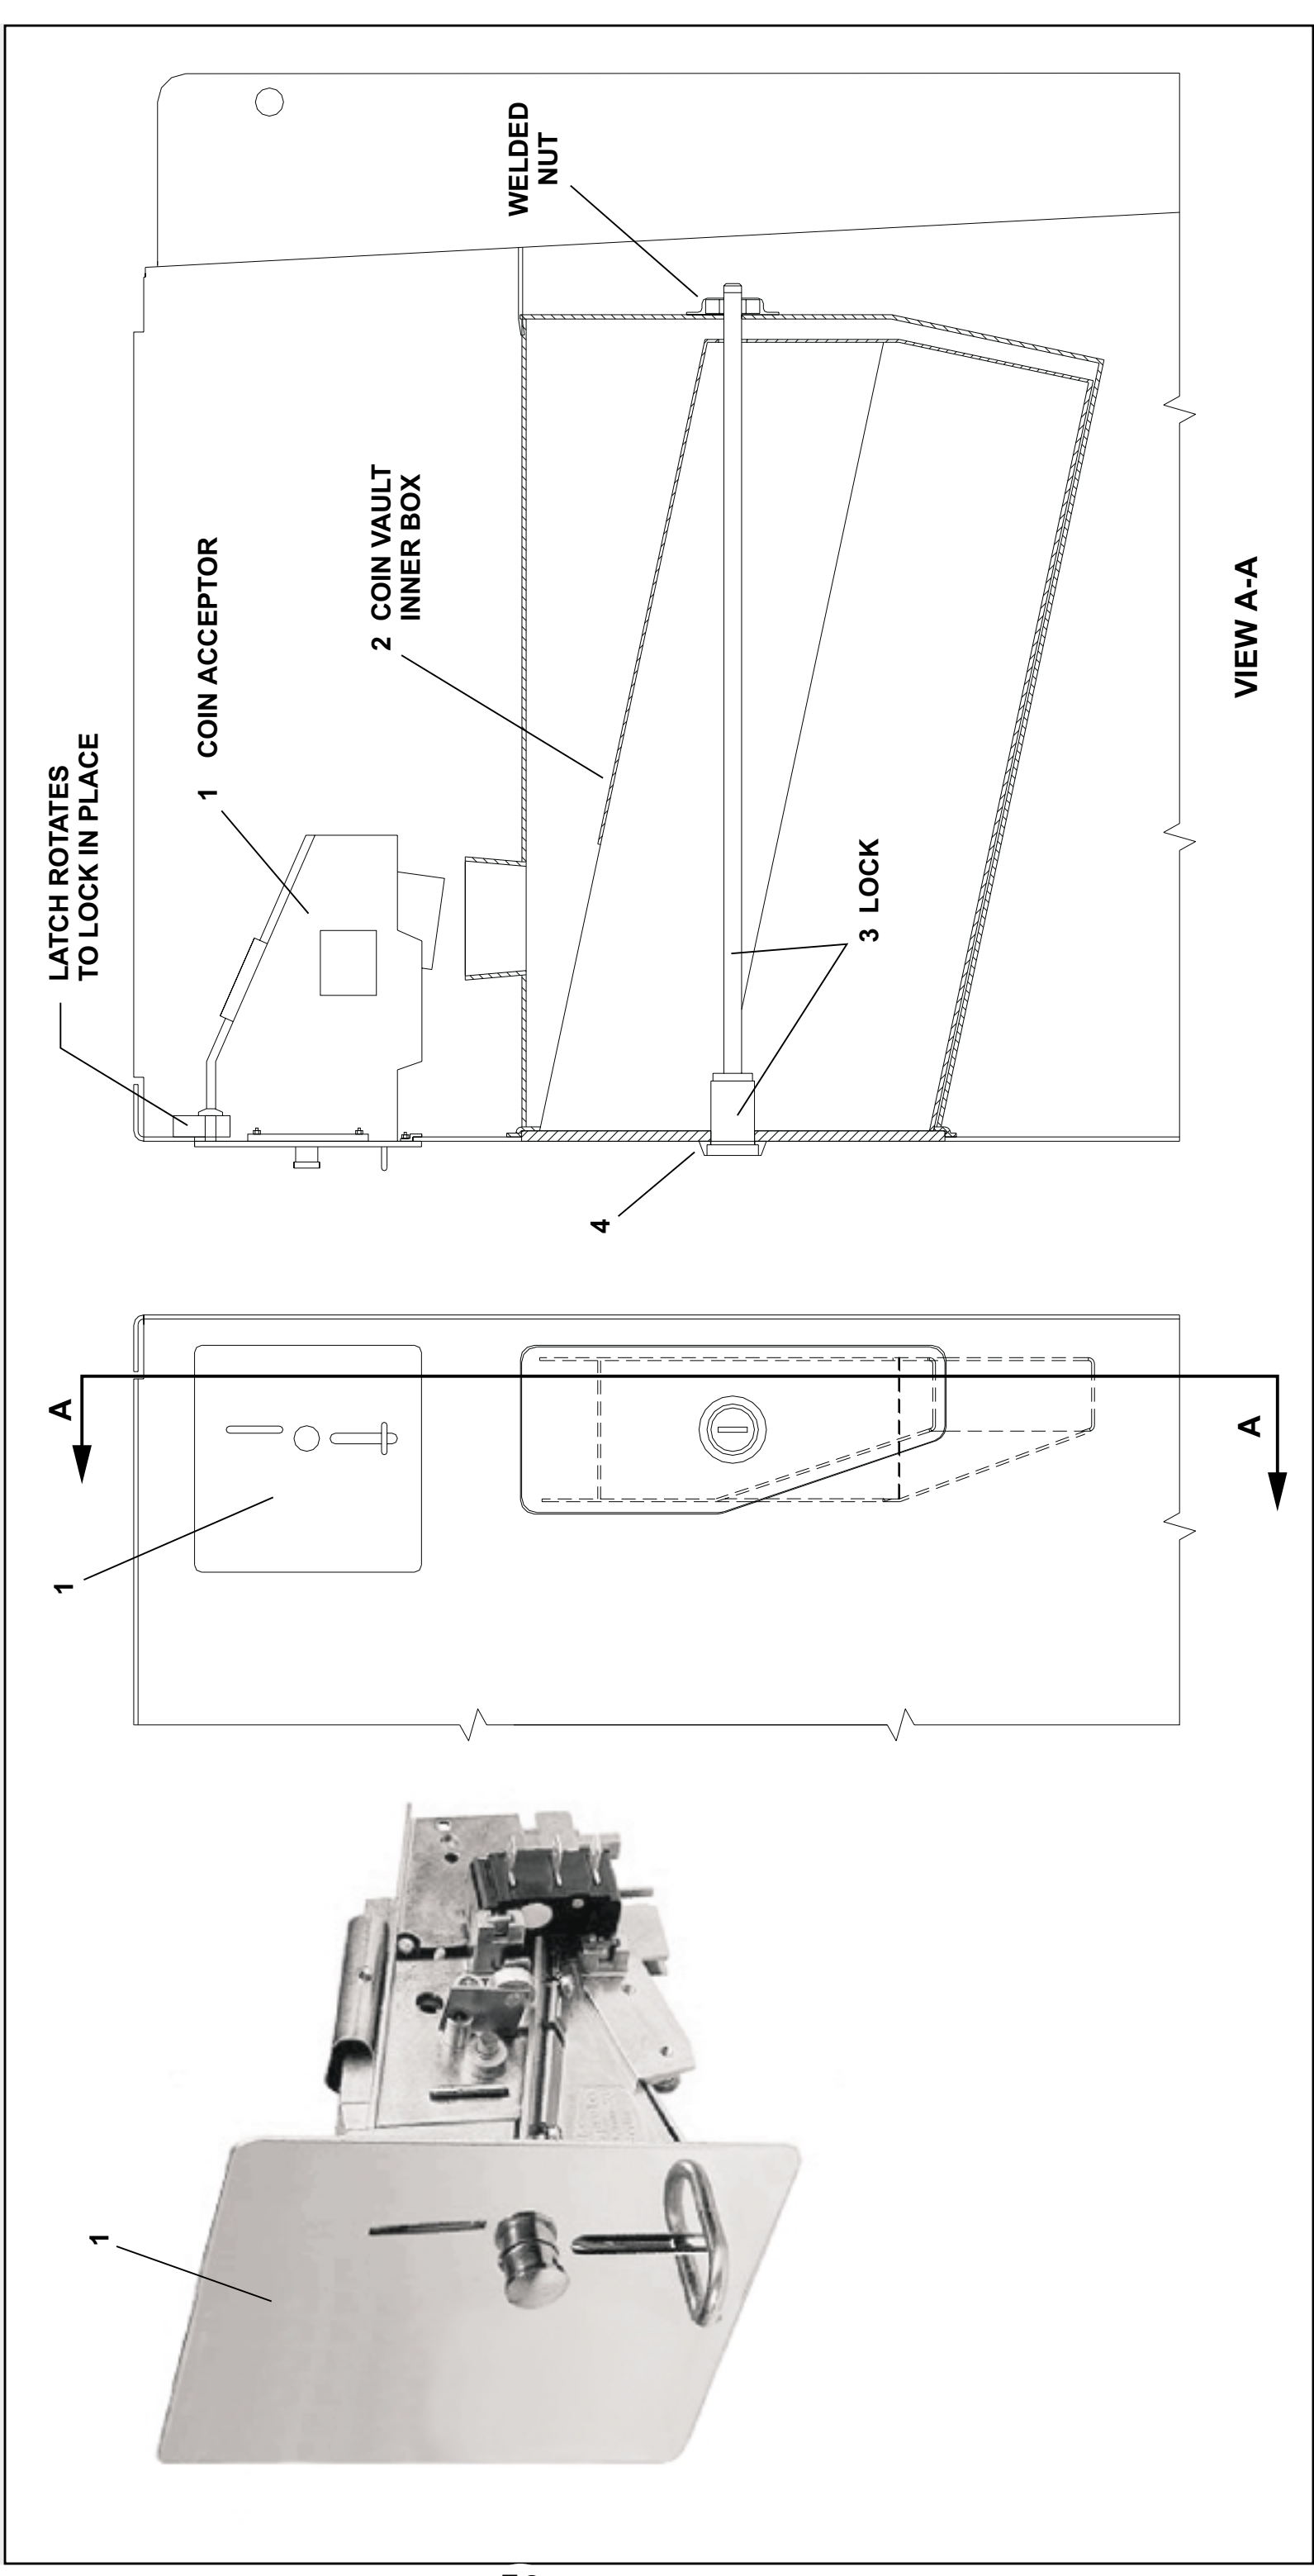 1
1
A
A
LATCH ROTATES
TO LOCK IN PLACE
1 COIN ACCEPTOR
2 COIN VAULT
INNER BOX
WELDED
NUT
3 LOCK
4
VIEW A-A